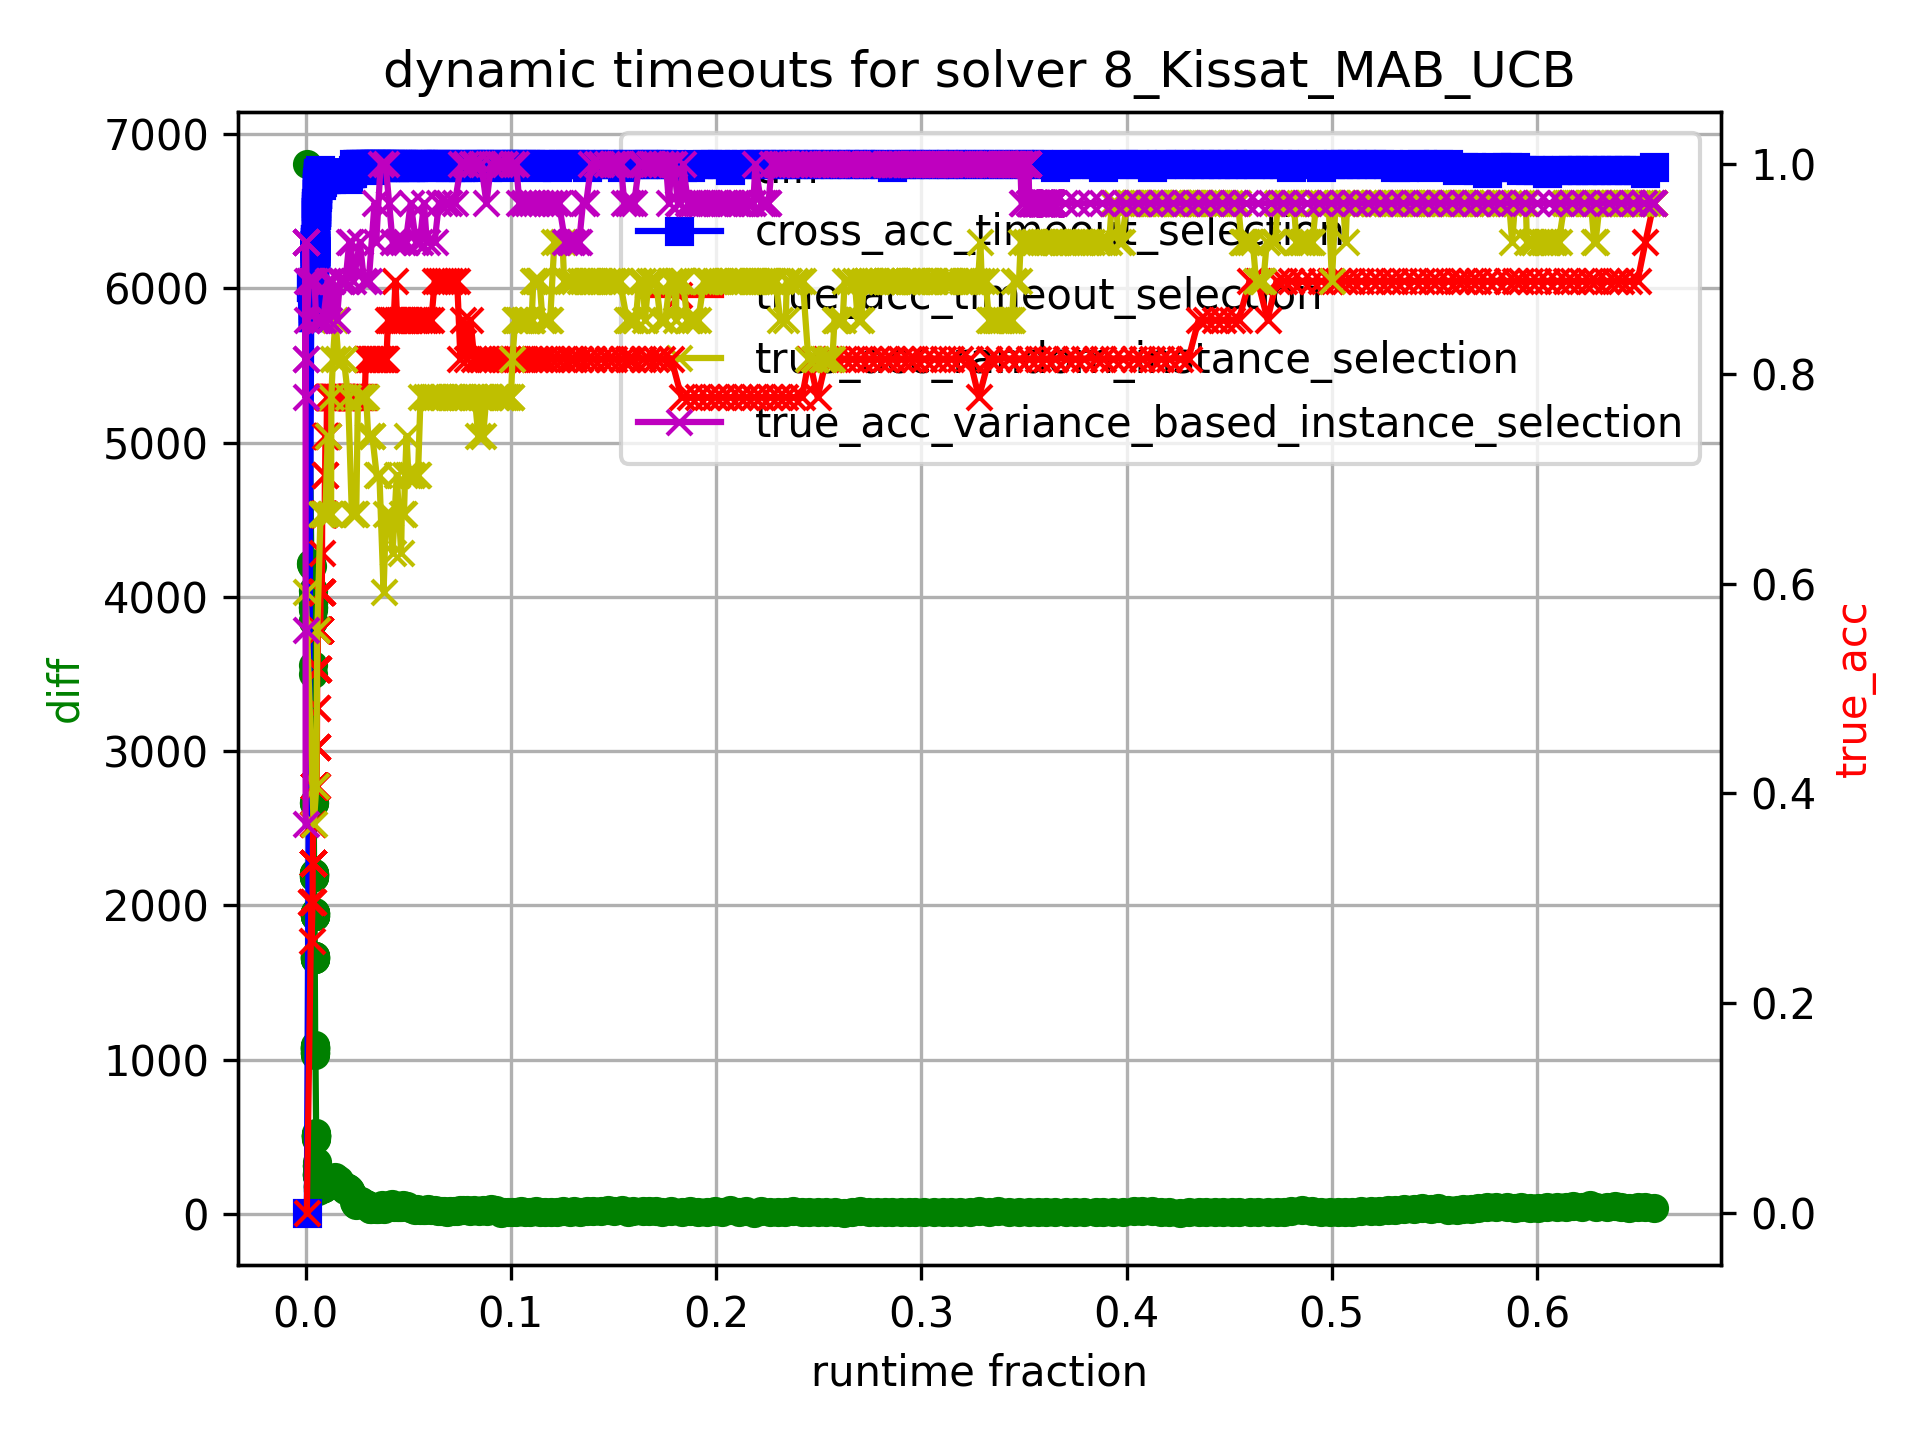 dynamic timeouts for solver 8_Kissat_MAB_UCB
7000
6000
5000
4000
3000
2000
1000
0
diff
1.0
0.8
0.6
0.4
0.2
0.0
true_acc
cross_acc_timeout_selection
true_acc_timeout_selection
instance_selection
true_acc_variance_based_instance_selection
0.0 0.1 0.2 0.3 0.4 0.5 0.6
runtime fraction